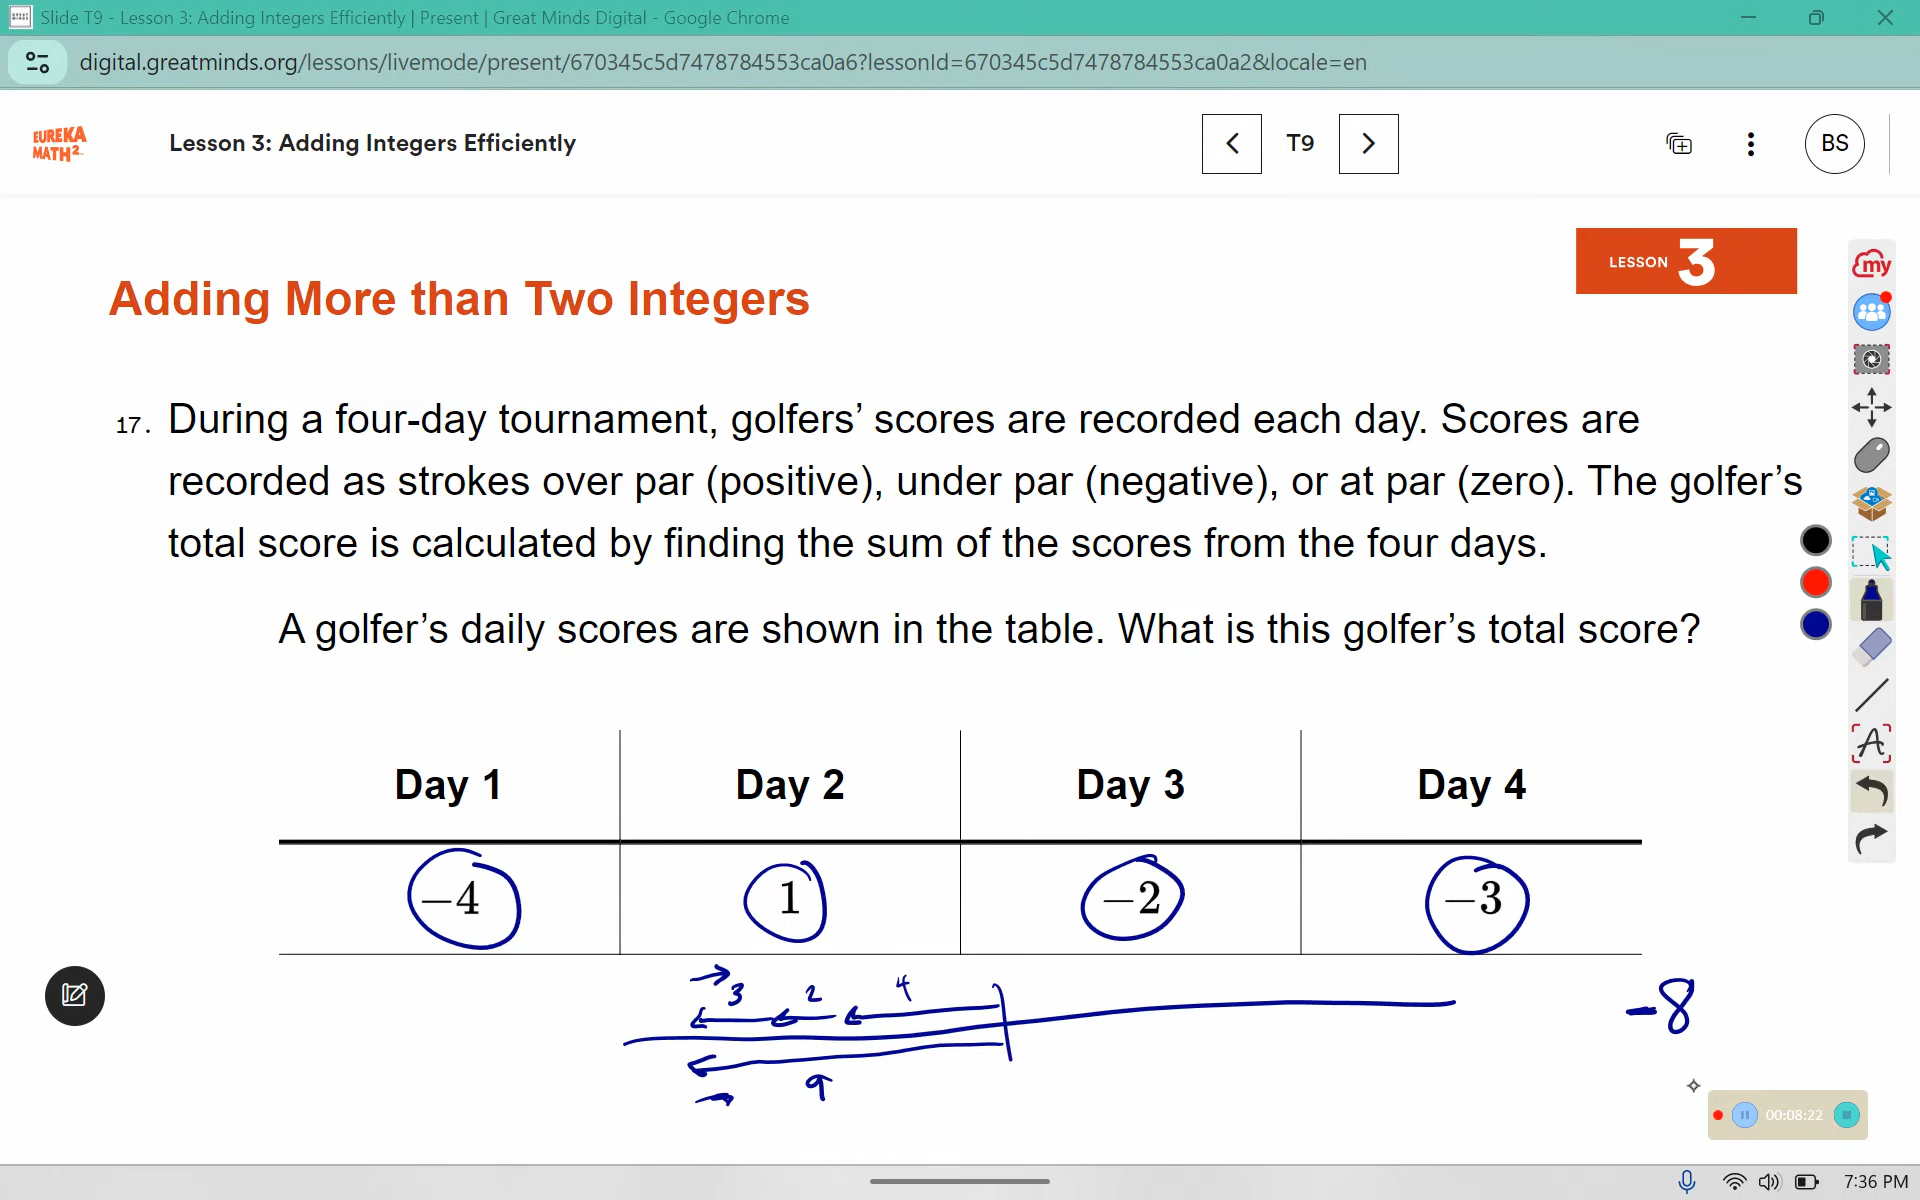 Slide T9 - Lesson 3: Adding Integers Efficiently | Present | Great Minds Digital - Google Chrome
digital.greatminds.org/lessons/livemode/present/670345c5d7478784553ca0a6?lessonId=670345c5d7478784553ca0a2&locale=en
EUREKA
MATH²
Lesson 3: Adding Integers Efficiently
T9
BS
LESSON 3
my
Adding More than Two Integers
17. During a four-day tournament, golfers’ scores are recorded each day. Scores are
recorded as strokes over par (positive), under par (negative), or at par (zero). The golfer’s
total score is calculated by finding the sum of the scores from the four days.
A golfer’s daily scores are shown in the table. What is this golfer’s total score?
Day 1 Day 2 Day 3 Day 4
−4 1 −2 −3
3 2 4
-8
9
00:08:22
7:36 PM